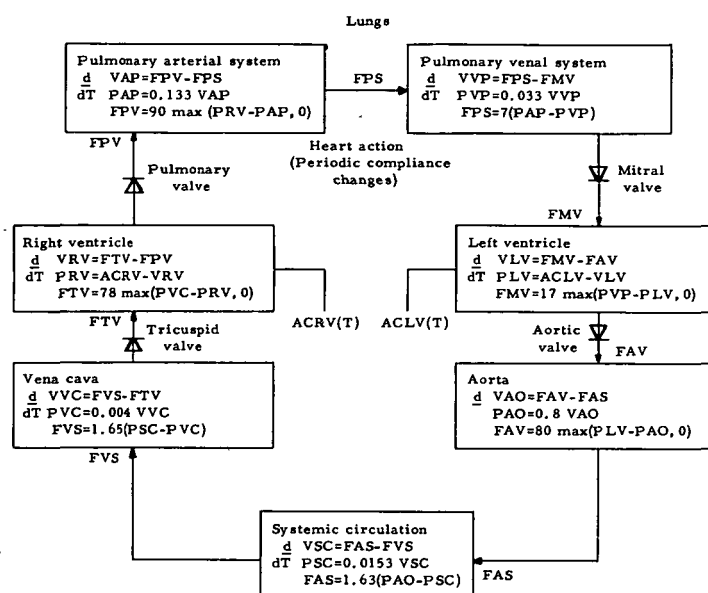 Lungs
Pulmonary arterial system
d VAP=FPV-FPS
dT PAP=0.133 VAP
FPV=90 max (PRV-PAP, 0)
FPS
Pulmonary venal system
d VVP=FPS-FMV
dT PVP=0.033 VVP
FPS=7(PAP-PVP)
FPV
Heart action
(Periodic compliance
changes)
Pulmonary
valve
Mitral
valve
FMV
Right ventricle
d VRV=FTV-FPV
dT PRV=ACRV-VRV
FTV=78 max(PVC-PRV, 0)
Left ventricle
d VLV=FMV-FAV
dT PLV=ACLV-VLV
FMV=17 max(PVP-PLV, 0)
ACRV(T)
ACLV(T)
FTV
Tricuspid
valve
Aortic
valve
FAV
Vena cava
d VVC=FVS-FTV
dT PVC=0.004 VVC
FVS=1.65(PSC-PVC)
Aorta
d VAO=FAV-FAS
PAO=0.8 VAO
FAV=80 max(PLV-PAO, 0)
FVS
Systemic circulation
d VSC=FAS-FVS
dT PSC=0.0153 VSC
FAS=1.63(PAO-PSC)
FAS